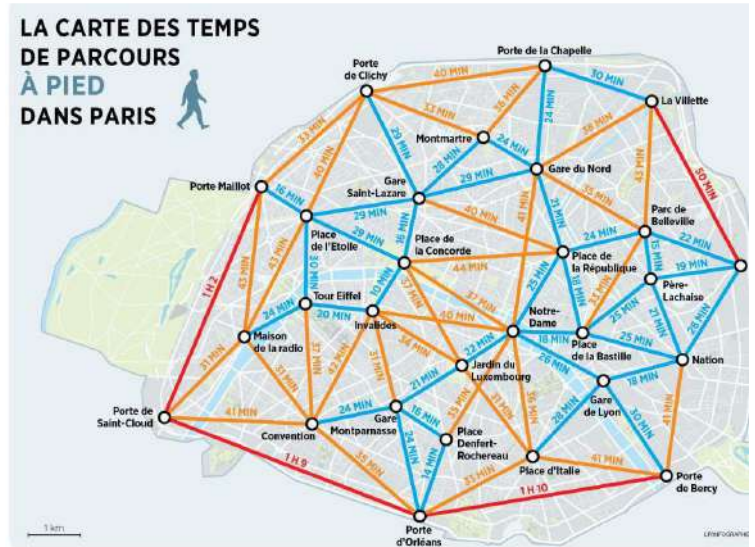 LA CARTE DES TEMPS
DE PARCOURS
À PIED
DANS PARIS
Porte
de Clichy
Porte de la Chapelle
La Villette
40 MIN
30 MIN
33 MIN
38 MIN
24 MIN
33 MIN
40 MIN
29 MIN
Montmartre
28 MIN
24 MIN
38 MIN
43 MIN
50 MIN
Porte Maillot
16 MIN
Gare
Saint-Lazare
29 MIN
Gare du Nord
35 MIN
29 MIN
Place
de l'Etoile
29 MIN
16 MIN
40 MIN
41 MIN
21 MIN
Parc de
Belleville
24 MIN
22 MIN
1 H 2
43 MIN
43 MIN
30 MIN
Place de
la Concorde
44 MIN
Place de
la République
15 MIN
19 MIN
Père-
Lachaise
Tour Eiffel
24 MIN
20 MIN
10 MIN
37 MIN
37 MIN
25 MIN
18 MIN
33 MIN
25 MIN
21 MIN
28 MIN
Invalides
40 MIN
Notre-
Dame
18 MIN
Place
de la Bastille
25 MIN
Nation
Maison
de la radio
31 MIN
31 MIN
37 MIN
42 MIN
31 MIN
34 MIN
22 MIN
Jardin du
Luxembourg
26 MIN
18 MIN
Gare
de Lyon
21 MIN
35 MIN
31 MIN
36 MIN
28 MIN
30 MIN
41 MIN
Porte de
Saint-Cloud
41 MIN
Convention
24 MIN
Gare
Montparnasse
16 MIN
Place
Denfert-
Rochereau
24 MIN
14 MIN
Place d'Italie
41 MIN
Porte
de Bercy
1 H 9
35 MIN
33 MIN
1 H 10
Porte
d'Orléans
1 km